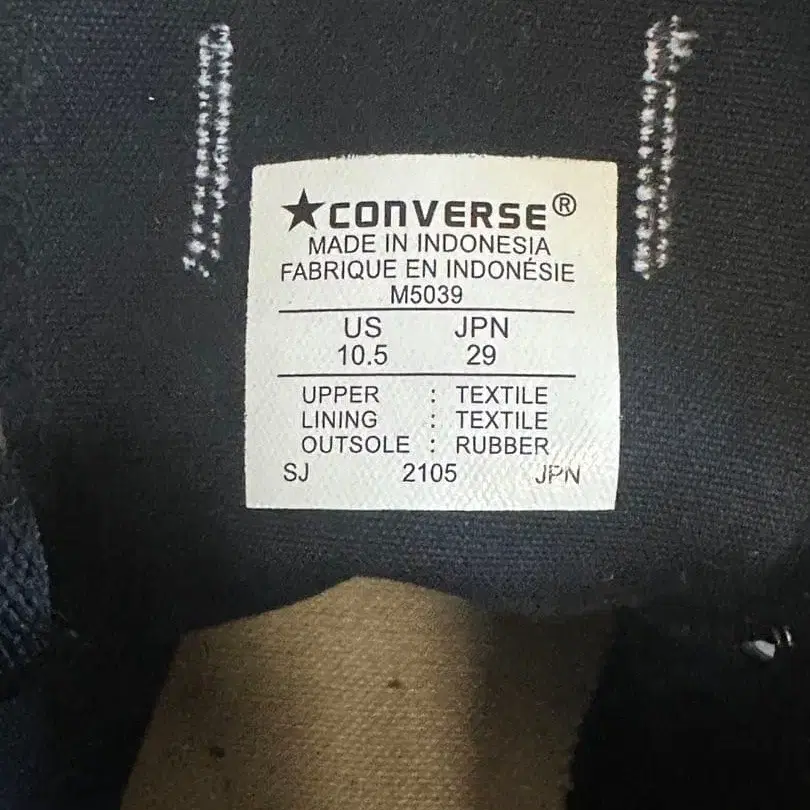 ★CONVERSE®
MADE IN INDONESIA
FABRIQUE EN INDONÉSIE
M5039
US JPN
10.5 29
UPPER : TEXTILE
LINING : TEXTILE
OUTSOLE : RUBBER
SJ 2105 JPN